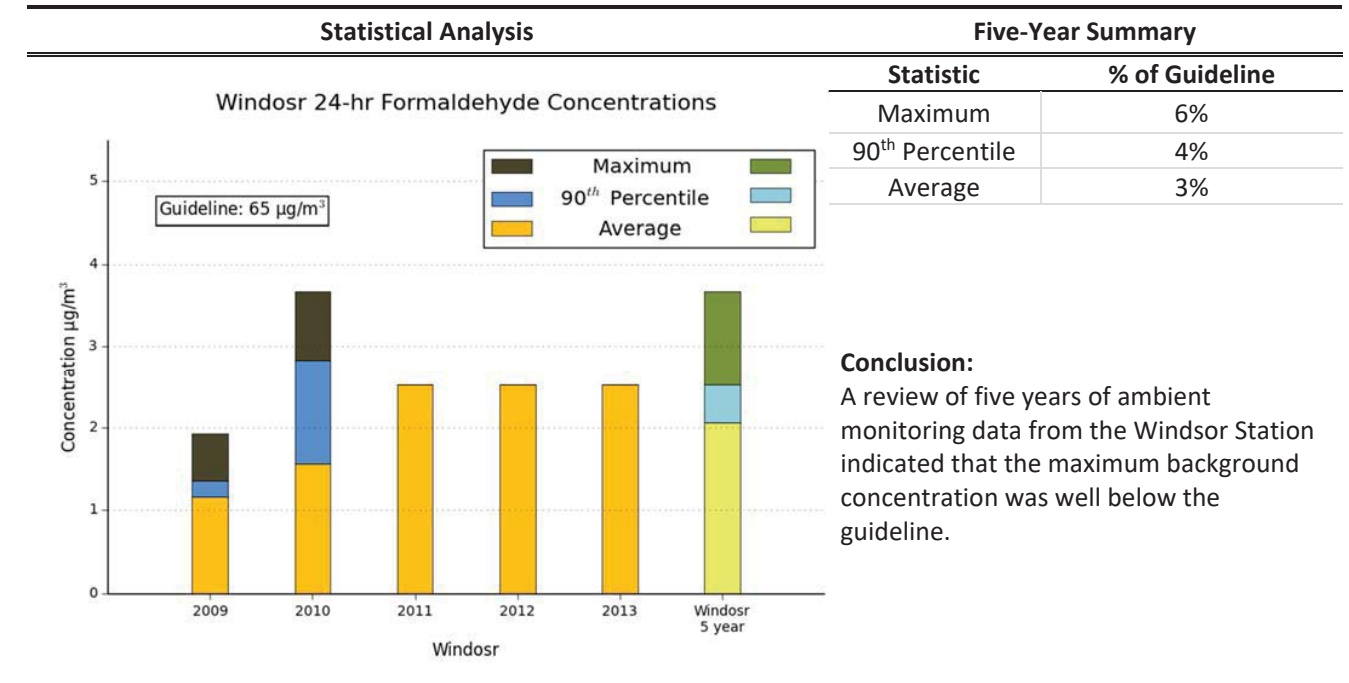 Statistical Analysis
Five-Year Summary
Windosr 24-hr Formaldehyde Concentrations
Concentration µg/m³
5
4
3
2
1
0
Guideline: 65 µg/m³
Maximum
90th Percentile
Average
2009
2010
2011
2012
2013
Windosr
5 year
Windosr
Statistic % of Guideline
Maximum 6%
90th Percentile 4%
Average 3%
Conclusion:
A review of five years of ambient
monitoring data from the Windsor Station
indicated that the maximum background
concentration was well below the
guideline.